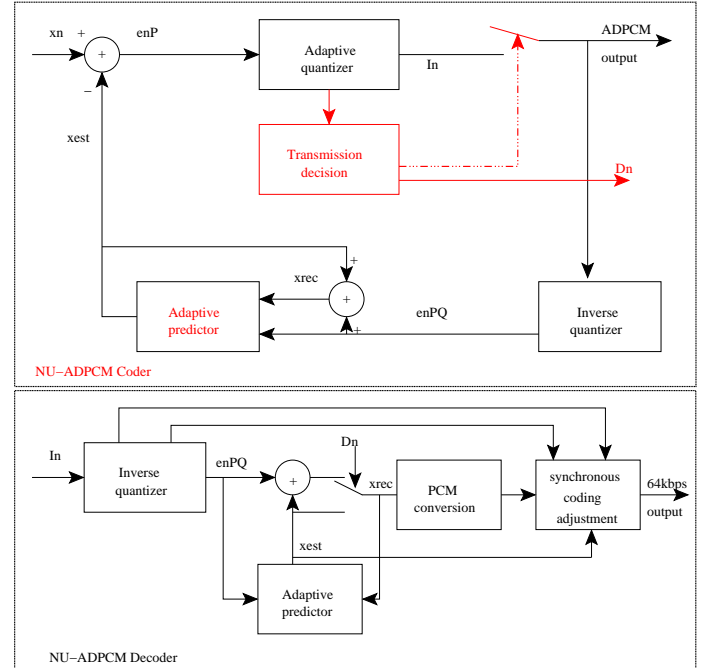 xn
+
+
−
enP
Adaptive
quantizer
In
ADPCM
output
xest
Transmission
decision
Dn
+
xrec
+
+
Adaptive
predictor
enPQ
Inverse
quantizer
NU−ADPCM Coder
In
Inverse
quantizer
enPQ
+
Dn
xrec
PCM
conversion
synchronous
coding
adjustment
64kbps
output
xest
Adaptive
predictor
NU−ADPCM Decoder